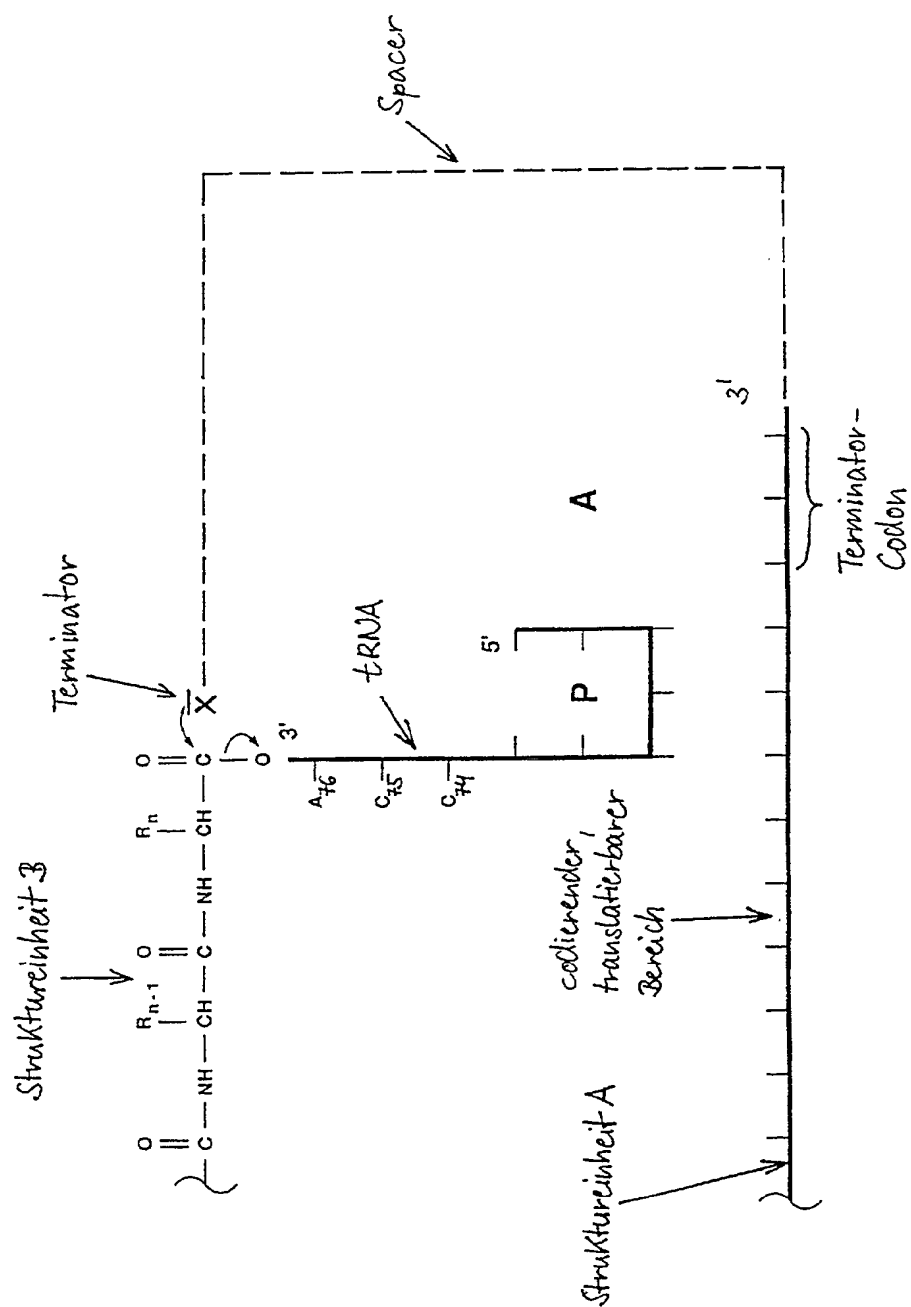 Struktureinheit B
Terminator
Spacer
O R n-1 O R n O
C — NH — CH — C — NH — CH — C X
O 3'
A 76
C 75
C 74
tRNA
5'
P A
codierender,
translatierbarer
Bereich
3'
Struktureinheit A
Terminator-
Codon